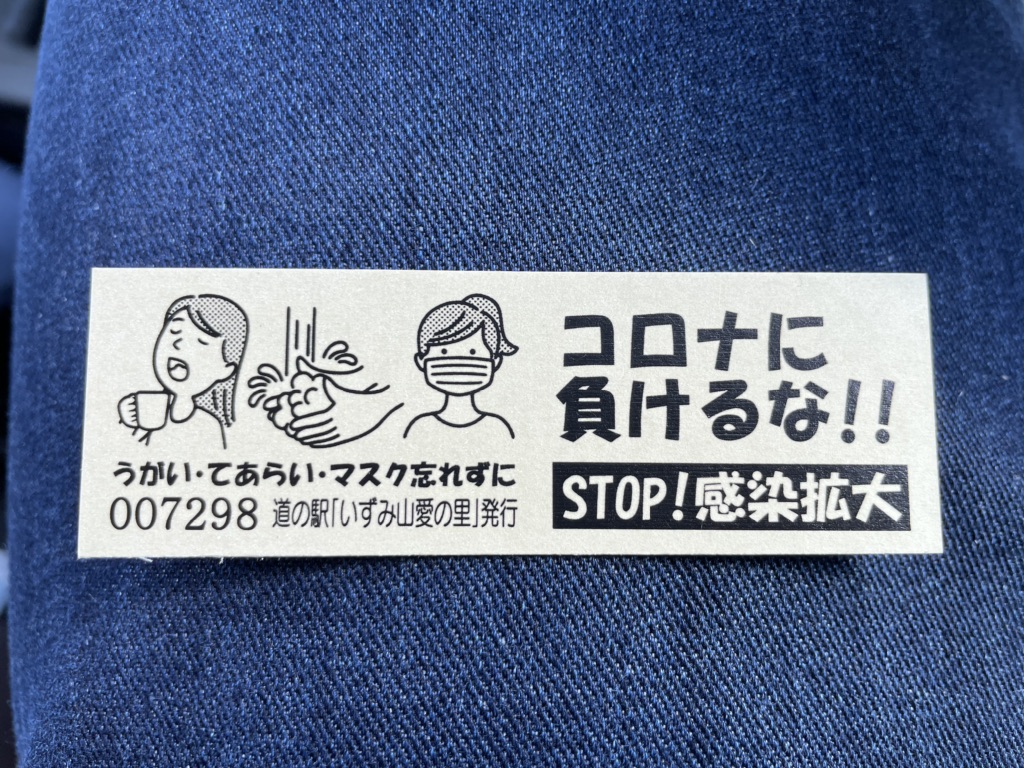 うがい・てあらい・マスク忘れずに
007298 道の駅「いずみ山愛の里」発行
コロナに
負けるな!!
STOP!感染拡大